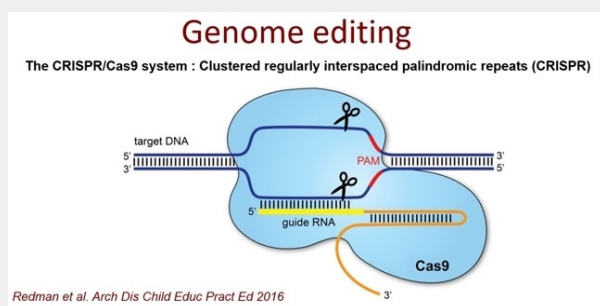 Genome editing
The CRISPR/Cas9 system : Clustered regularly interspaced palindromic repeats (CRISPR)
target DNA
5' 3'
3' PAM 5'
5'
guide RNA
Cas9
3'
Redman et al. Arch Dis Child Educ Pract Ed 2016